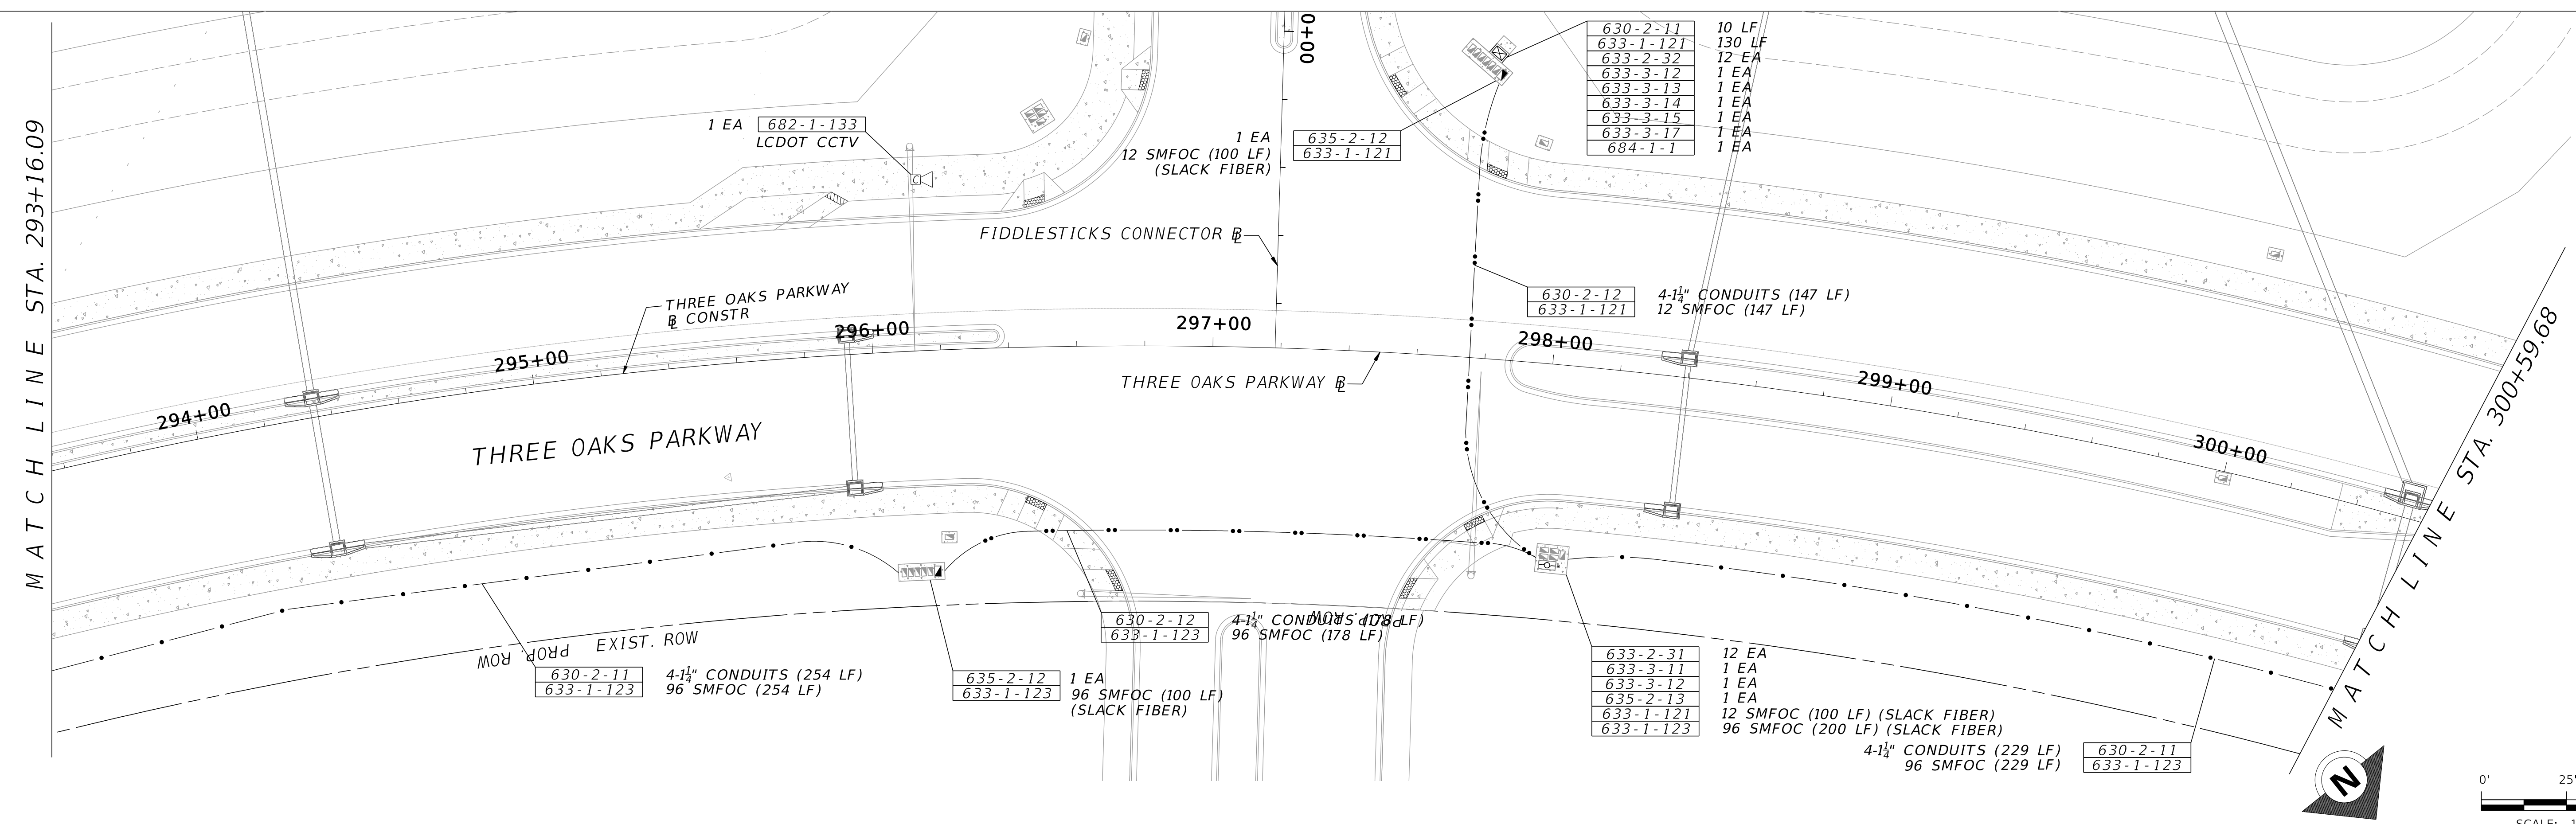 MATCH LINE STA. 293+16.09
0+00
630-2-11 10 LF
633-1-121 130 LF
633-2-32 12 EA
633-3-12 1 EA
633-3-13 1 EA
633-3-14 1 EA
633-3-15 1 EA
633-3-17 1 EA
684-1-1 1 EA
1 EA 682-1-133
LCDOT CCTV
1 EA 635-2-12
12 SMFOC (100 LF) 633-1-121
(SLACK FIBER)
FIDDLESTICKS CONNECTOR BL
630-2-12 4-1¼" CONDUITS (147 LF)
633-1-121 12 SMFOC (147 LF)
THREE OAKS PARKWAY
BL CONSTR
294+00
295+00
296+00
297+00
298+00
299+00
300+00
THREE OAKS PARKWAY BL
THREE OAKS PARKWAY
MATCH LINE STA. 300+59.68
630-2-12 4-1¼" CONDUITS (178 LF)
633-1-123 96 SMFOC (178 LF)
PROP. ROW
EXIST. ROW
PROP. ROW
630-2-11 4-1¼" CONDUITS (254 LF)
633-1-123 96 SMFOC (254 LF)
635-2-12 1 EA
633-1-123 96 SMFOC (100 LF)
(SLACK FIBER)
633-2-31 12 EA
633-3-11 1 EA
633-3-12 1 EA
635-2-13 1 EA
633-1-121 12 SMFOC (100 LF) (SLACK FIBER)
633-1-123 96 SMFOC (200 LF) (SLACK FIBER)
4-1¼" CONDUITS (229 LF) 630-2-11
96 SMFOC (229 LF) 633-1-123
N
0' 25'